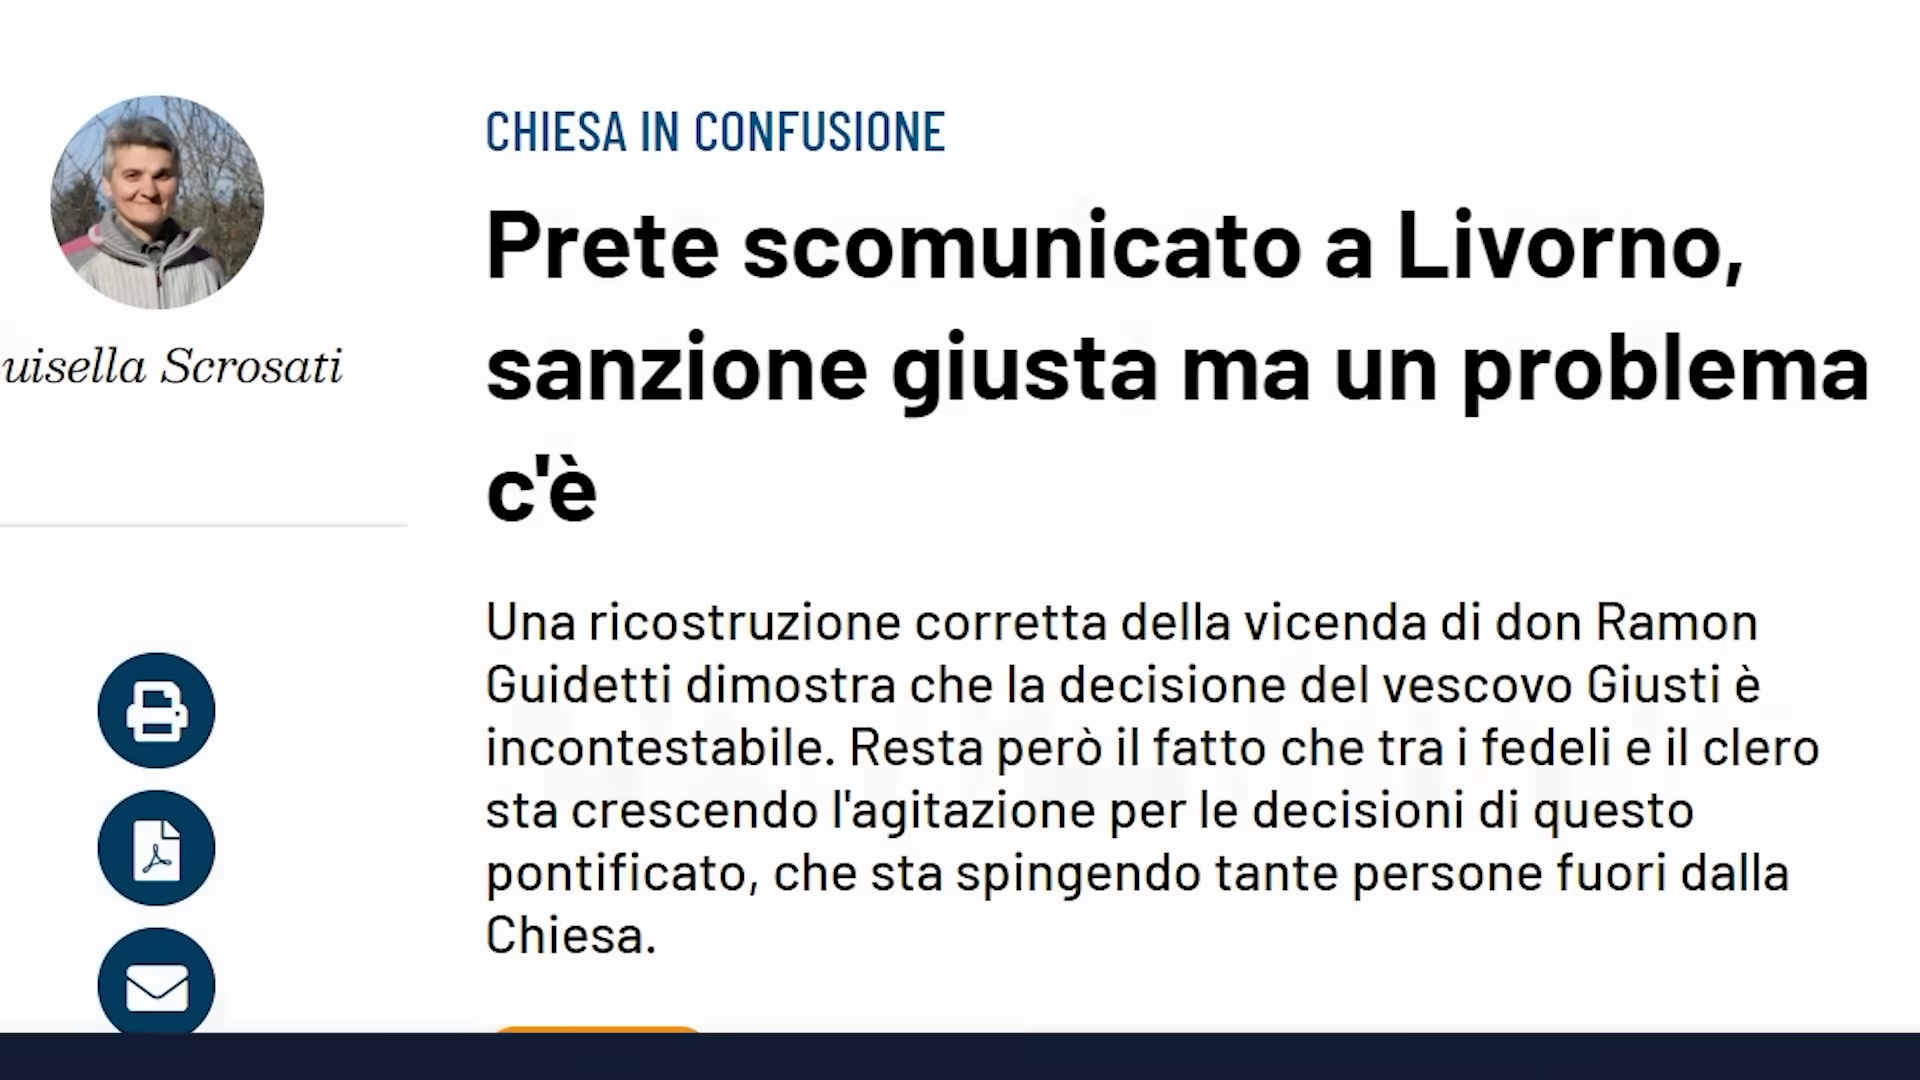 CHIESA IN CONFUSIONE
Prete scomunicato a Livorno,
sanzione giusta ma un problema
c'è
uisella Scrosati
Una ricostruzione corretta della vicenda di don Ramon
Guidetti dimostra che la decisione del vescovo Giusti è
incontestabile. Resta però il fatto che tra i fedeli e il clero
sta crescendo l'agitazione per le decisioni di questo
pontificato, che sta spingendo tante persone fuori dalla
Chiesa.